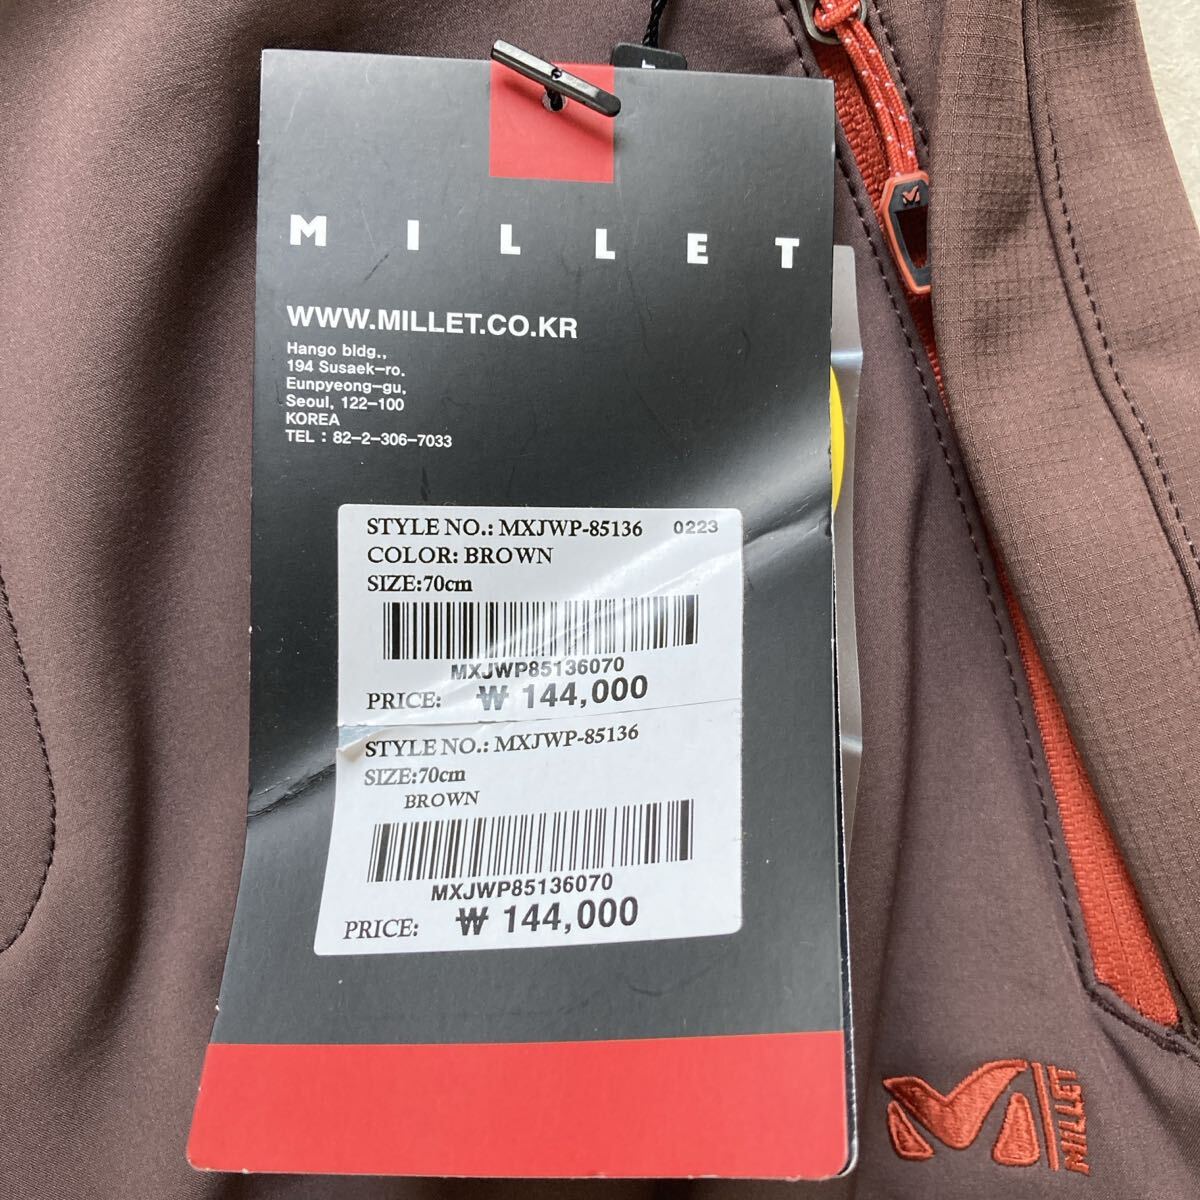 M I L L E T
WWW.MILLET.CO.KR
Hango bldg.,
194 Susaek-ro.
Eunpyeong-gu,
Seoul, 122-100
KOREA
TEL : 82-2-306-7033
STYLE NO.: MXJWP-85136 0223
COLOR: BROWN
SIZE:70cm
MXJWP85136070
PRICE: ₩ 144,000
STYLE NO.: MXJWP-85136
SIZE:70cm
BROWN
MXJWP85136070
PRICE: ₩ 144,000
MILLET